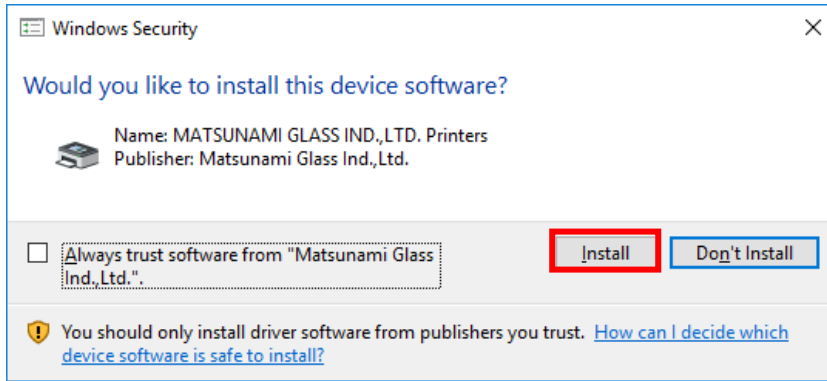 Windows Security
Would you like to install this device software?
Name: MATSUNAMI GLASS IND.,LTD. Printers
Publisher: Matsunami Glass Ind.,Ltd.
Always trust software from "Matsunami Glass
Ind.,Ltd.".
Install
Don't Install
You should only install driver software from publishers you trust. How can I decide which
device software is safe to install?